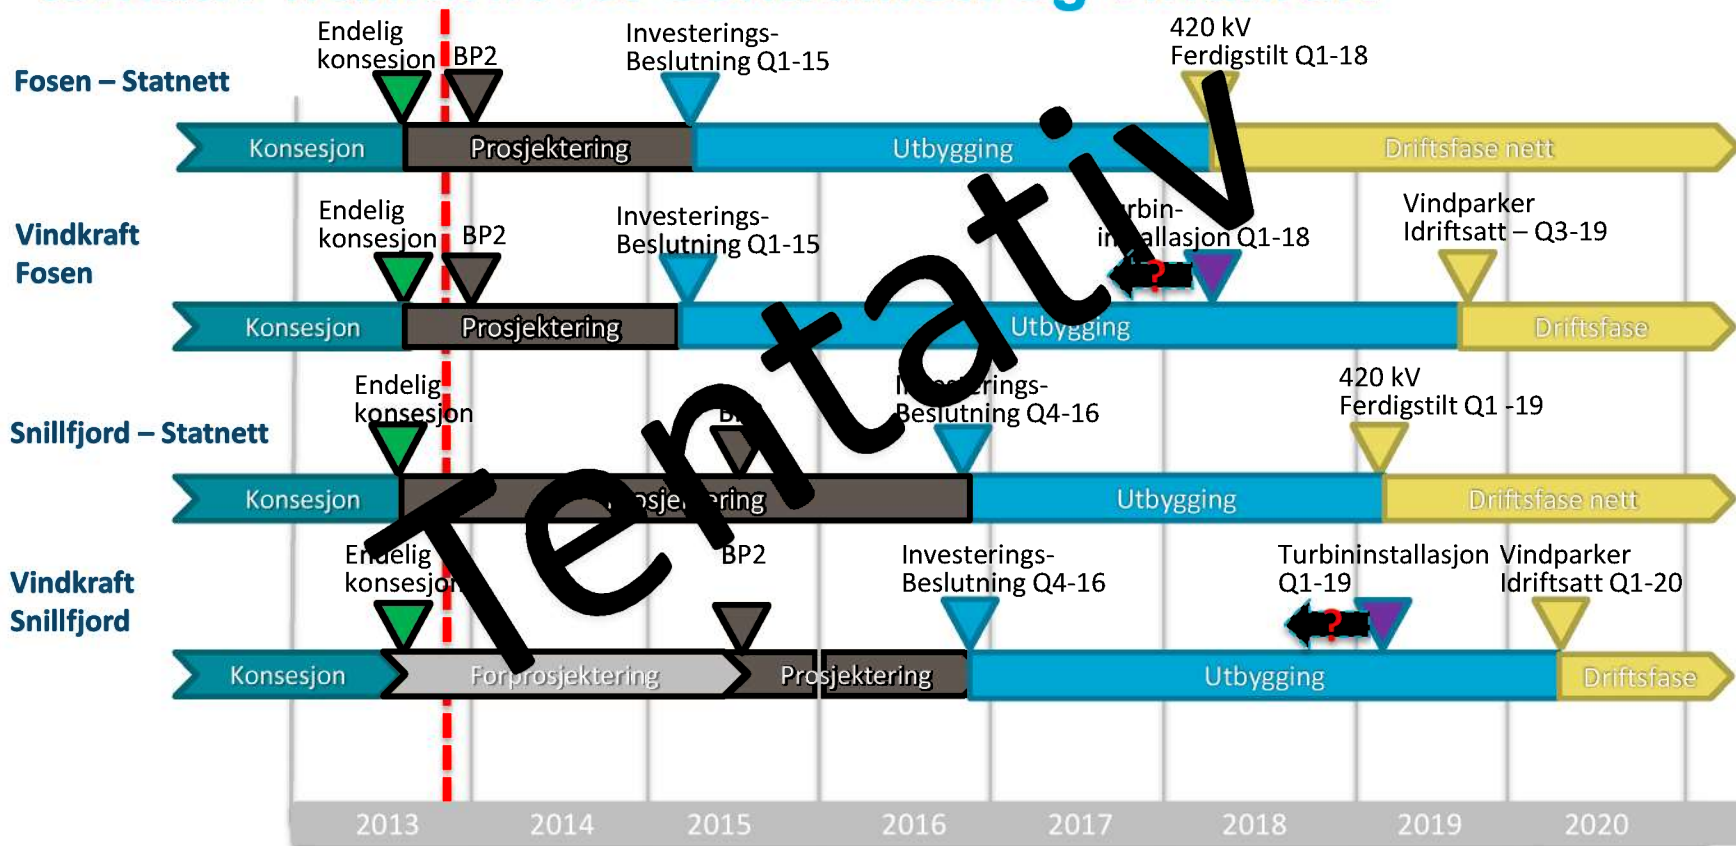 Endelig
konsesjon
BP2
Investerings-
Beslutning Q1-15
420 kV
Ferdigstilt Q1-18
Fosen – Statnett
Konsesjon
Prosjektering
Utbygging
Driftsfase nett
Endelig
konsesjon
BP2
Investerings-
Beslutning Q1-15
Q1-18
Vindparker
Idriftsatt – Q3-19
Vindkraft
Fosen
?
Konsesjon
Prosjektering
Utbygging
Driftsfase
Endelig
konsesjon
Beslutning Q4-16
420 kV
Ferdigstilt Q1 -19
Snillfjord – Statnett
Konsesjon
Utbygging
Driftsfase nett
Endelig
konsesjon
BP2
Investerings-
Beslutning Q4-16
Turbininstallasjon
Q1-19
Vindparker
Idriftsatt Q1-20
Vindkraft
Snillfjord
?
Konsesjon
Forprosjektering
Prosjektering
Utbygging
Driftsfase
Tentativ
2013 2014 2015 2016 2017 2018 2019 2020